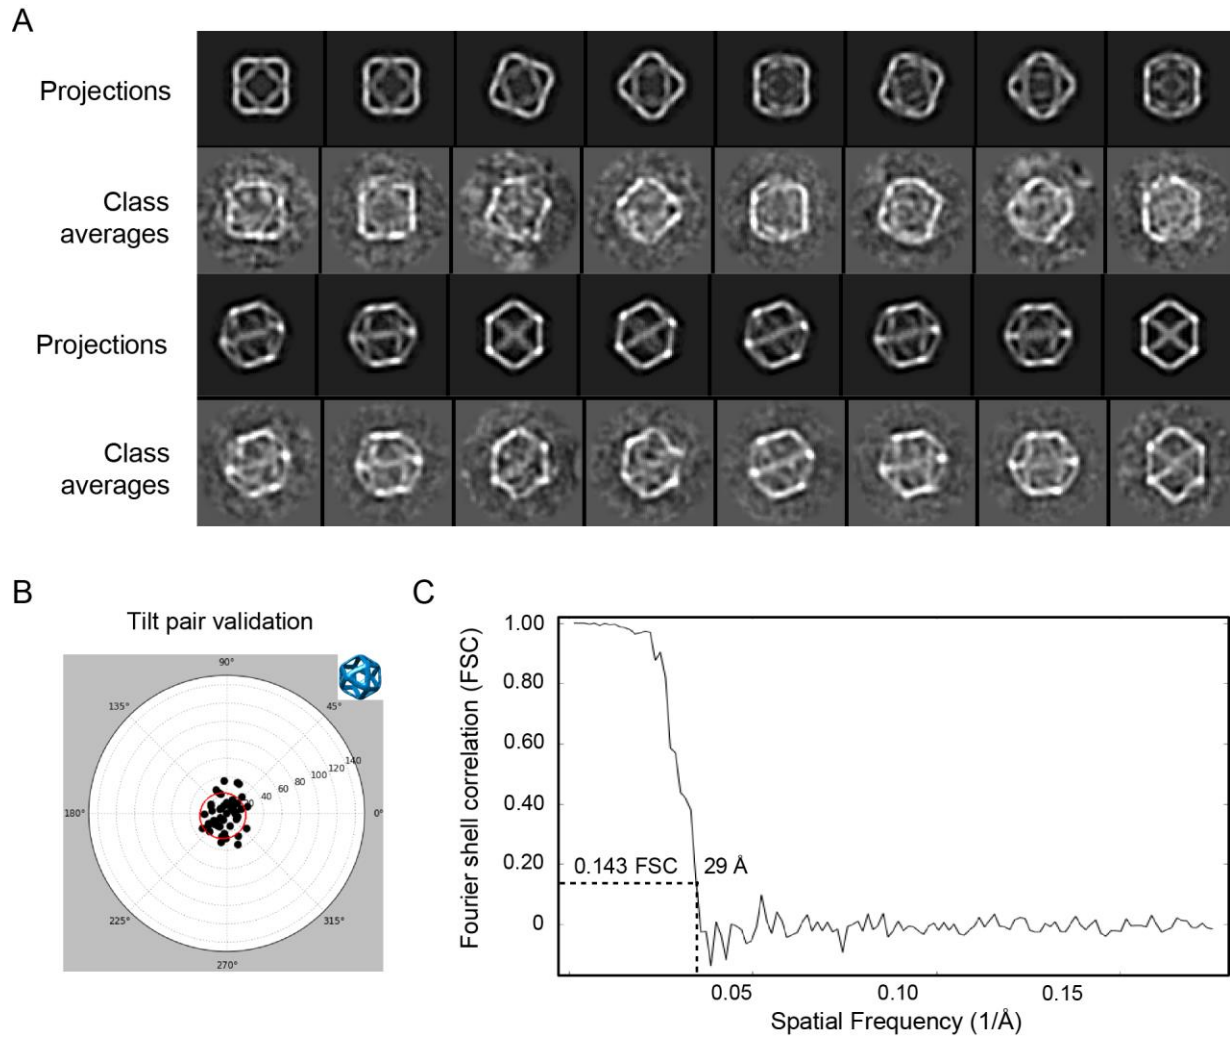 A
Projections
Class
averages
Projections
Class
averages
B
Tilt pair validation
90°
135°
45°
180°
0°
225°
315°
270°
40
60
80
100
120
140
C
Fourier shell correlation (FSC)
1.00
0.80
0.60
0.40
0.20
0
0.143 FSC
29 Å
0.05
0.10
0.15
Spatial Frequency (1/Å)